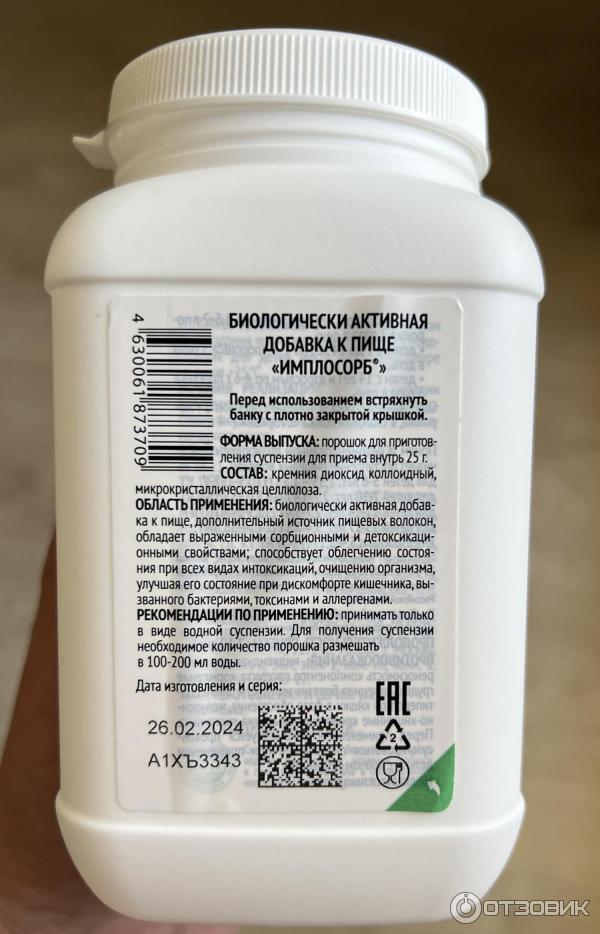 4 630061 873709
БИОЛОГИЧЕСКИ АКТИВНАЯ
ДОБАВКА К ПИЩЕ
«ИМПЛОСОРБ®»
Перед использованием встряхнуть
банку с плотно закрытой крышкой.
ФОРМА ВЫПУСКА: порошок для приготов-
ления суспензии для приема внутрь 25 г.
СОСТАВ: кремния диоксид коллоидный,
микрокристаллическая целлюлоза.
ОБЛАСТЬ ПРИМЕНЕНИЯ: биологически активная добав-
ка к пище, дополнительный источник пищевых волокон,
обладает выраженными сорбционными и детоксикаци-
онными свойствами; способствует облегчению состоя-
ния при всех видах интоксикаций, очищению организма,
улучшая его состояние при дискомфорте кишечника, вы-
званного бактериями, токсинами и аллергенами.
РЕКОМЕНДАЦИИ ПО ПРИМЕНЕНИЮ: принимать только
в виде водной суспензии. Для получения суспензии
необходимое количество порошка размешать
в 100-200 мл воды.
Дата изготовления и серия:
26.02.2024
А1ХЪ3343
EAC
2
ОТЗОВИК